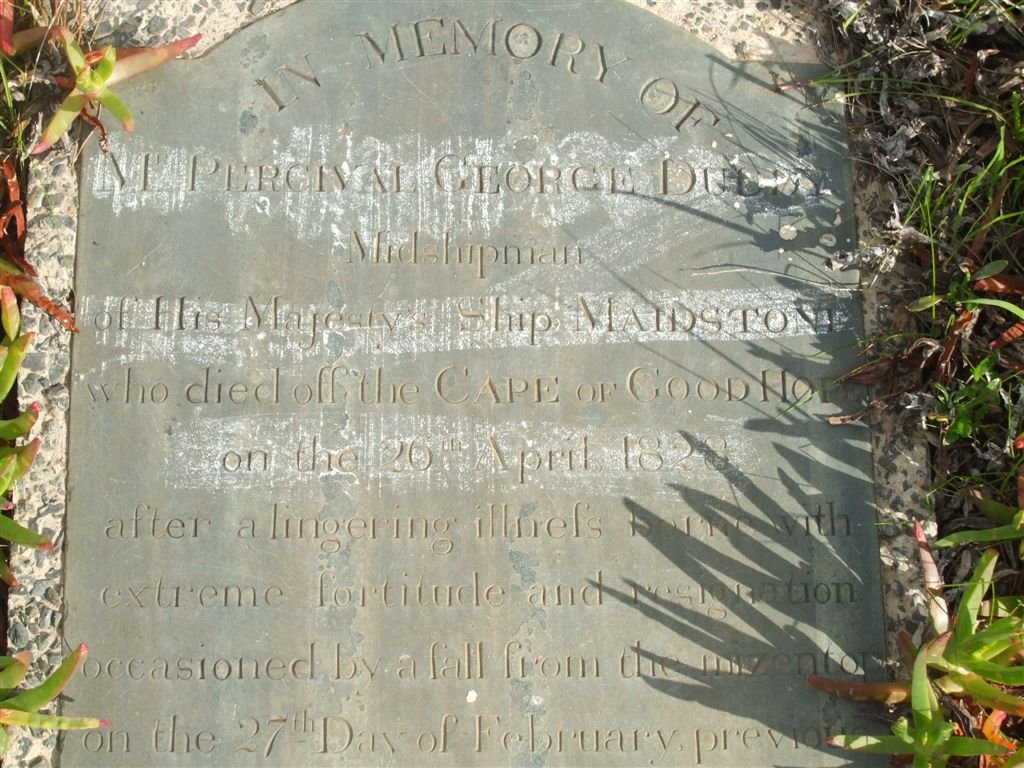 IN MEMORY OF
Mr PERCIVAL GEORGE DUDDY
Midshipman
of His Majesty's Ship MAIDSTONE
who died off the CAPE OF GOOD HOPE
on the 26th April 1828
after a lingering illneſs borne with
extreme fortitude and resignation
occasioned by a fall from the mizentop
on the 27th Day of February, previous